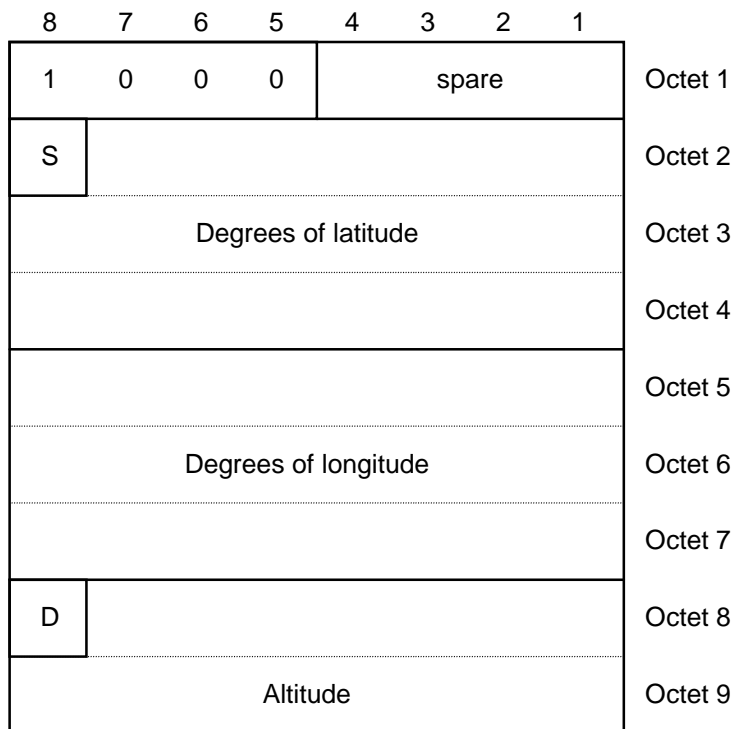 8 7 6 5 4 3 2 1
1 0 0 0 spare Octet 1
S Octet 2
Degrees of latitude Octet 3
Octet 4
Octet 5
Degrees of longitude Octet 6
Octet 7
D Octet 8
Altitude Octet 9